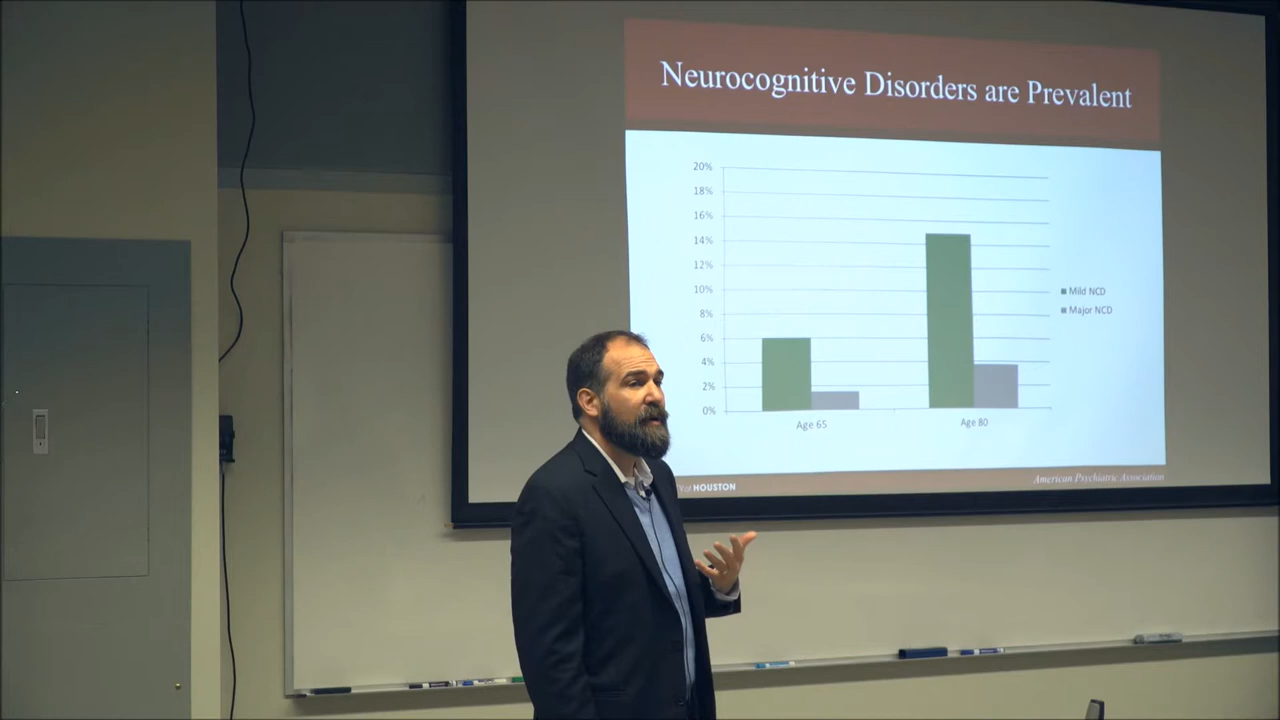 Neurocognitive Disorders are Prevalent
20%
18%
16%
14%
12%
10%
8%
6%
4%
2%
0%
Age 65
Age 80
Mild NCD
Major NCD
of HOUSTON
American Psychiatric Association